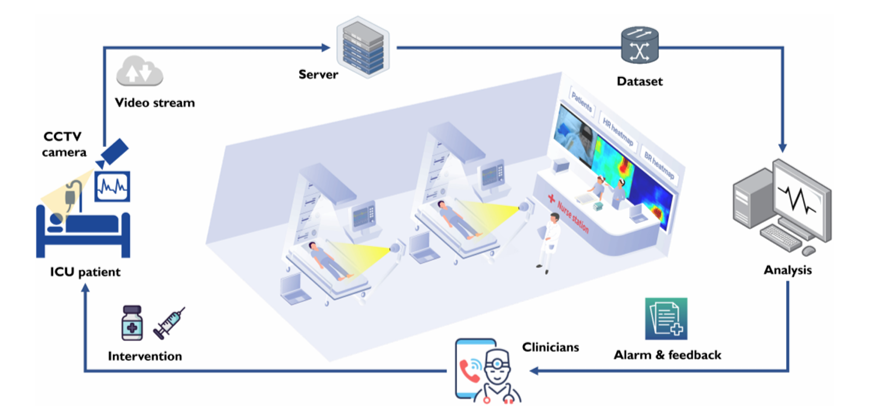 Server
Dataset
Video stream
CCTV
camera
Patients
HR heatmap
BR heatmap
Nurse station
ICU patient
Analysis
Intervention
Clinicians
Alarm & feedback